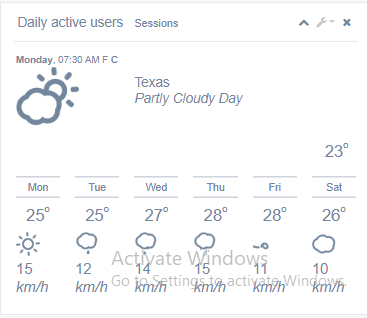 Daily active users Sessions
Monday, 07:30 AM F C
Texas
Partly Cloudy Day
23°
Mon Tue Wed Thu Fri Sat
25° 25° 27° 28° 28° 26°
Activate Windows
15 12 14 15 11 10
Go to Settings to activate Windows.
km/h km/h km/h km/h km/h km/h